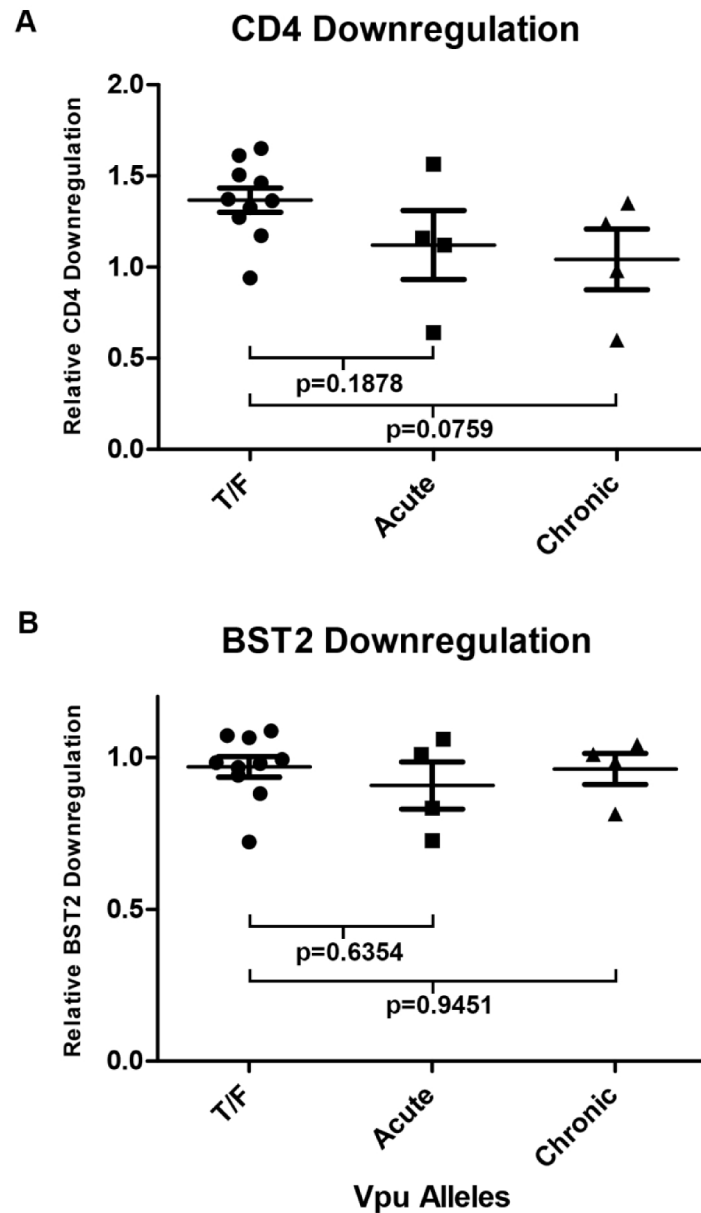 A
CD4 Downregulation
Relative CD4 Downregulation
2.0
1.5
1.0
0.5
0.0
p=0.1878
p=0.0759
T/F
Acute
Chronic
B
BST2 Downregulation
Relative BST2 Downregulation
1.0
0.5
0.0
p=0.6354
p=0.9451
T/F
Acute
Chronic
Vpu Alleles